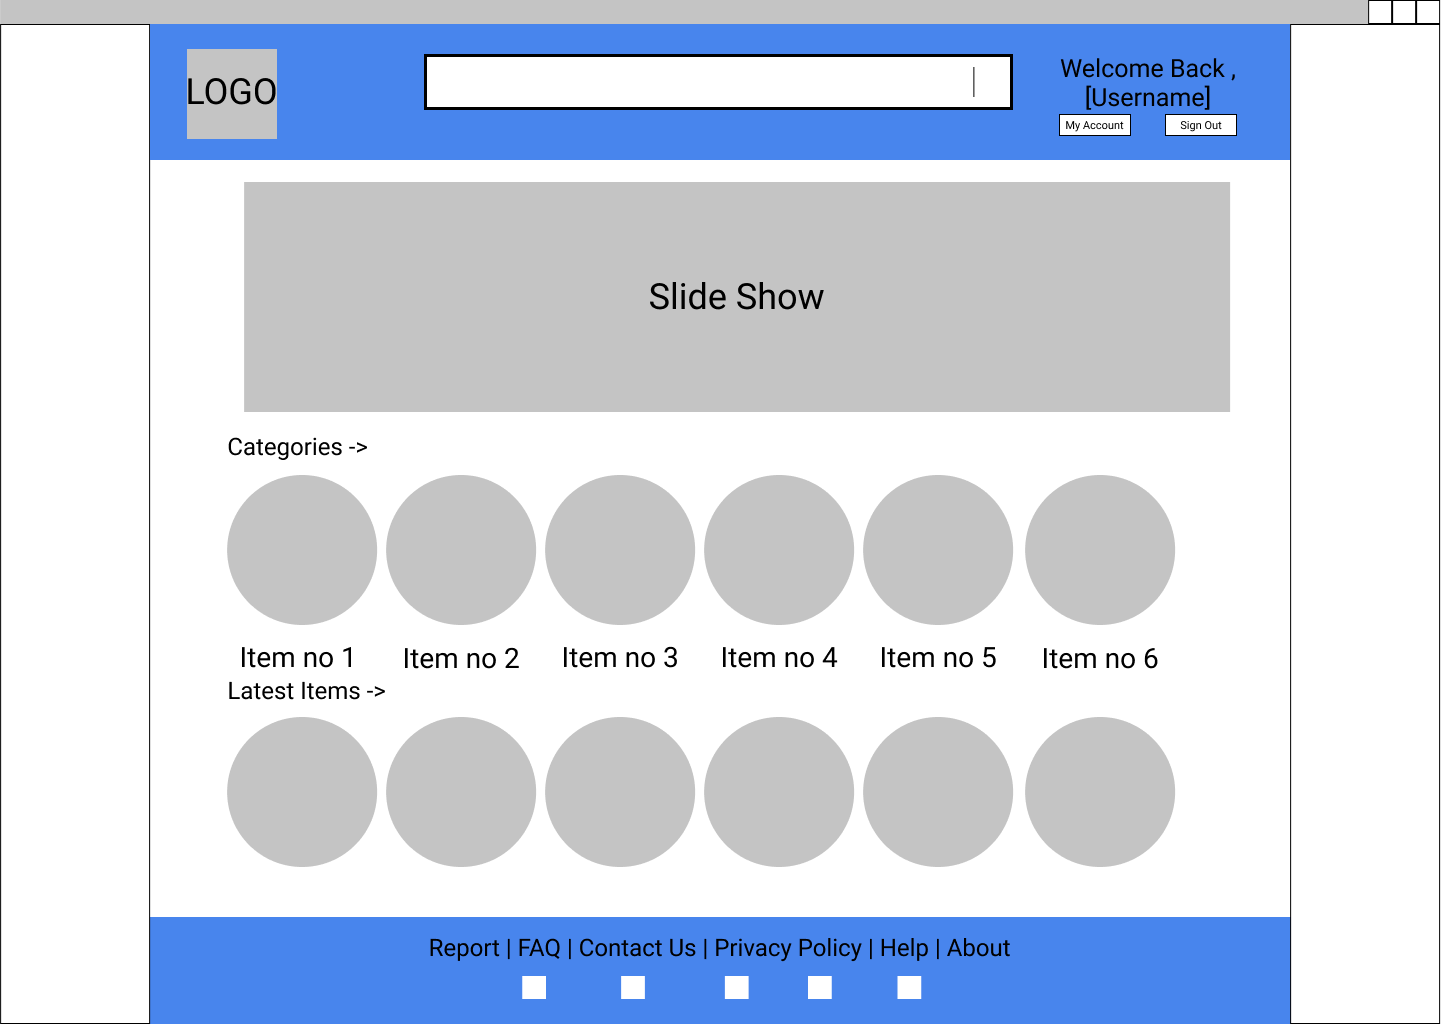 LOGO
Welcome Back ,
[Username]
My Account
Sign Out
Slide Show
Categories ->
Item no 1
Item no 2
Item no 3
Item no 4
Item no 5
Item no 6
Latest Items ->
Report | FAQ | Contact Us | Privacy Policy | Help | About